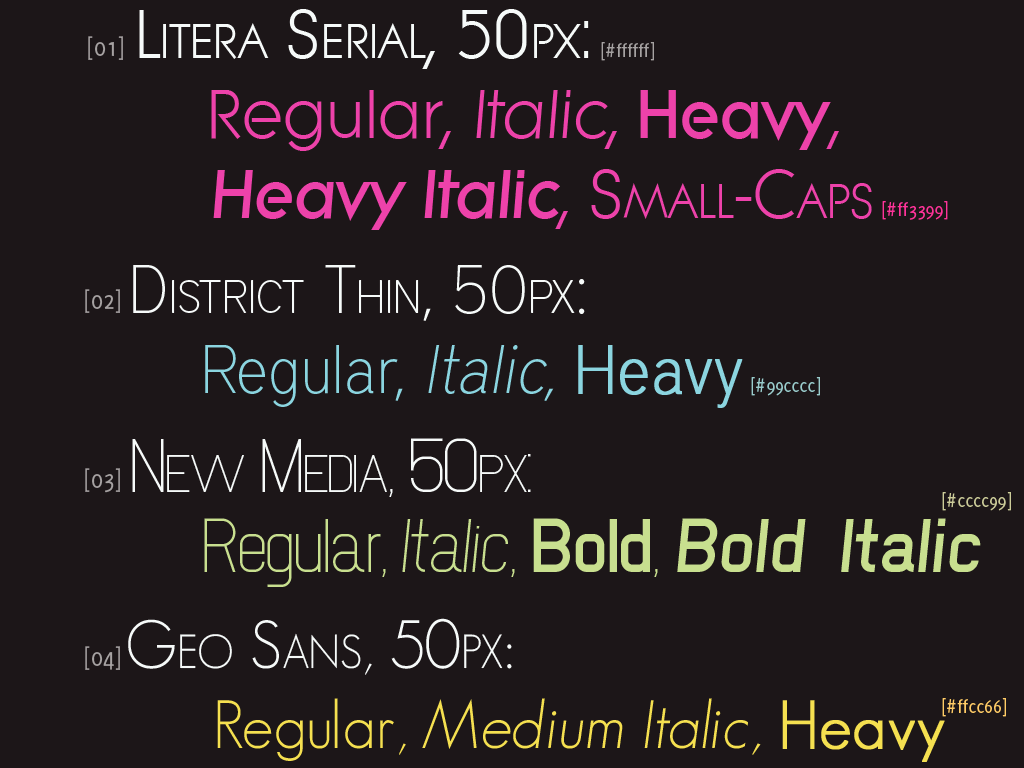 [01] Litera Serial, 50px: [#ffffff]
Regular, Italic, Heavy,
Heavy Italic, Small-Caps [#ff3399]
[02] District Thin, 50px:
Regular, Italic, Heavy [#99cccc]
[03] New Media, 50px:
[#cccc99]
Regular, Italic, Bold, Bold Italic
[04] Geo Sans, 50px:
Regular, Medium Italic, Heavy [#ffcc66]